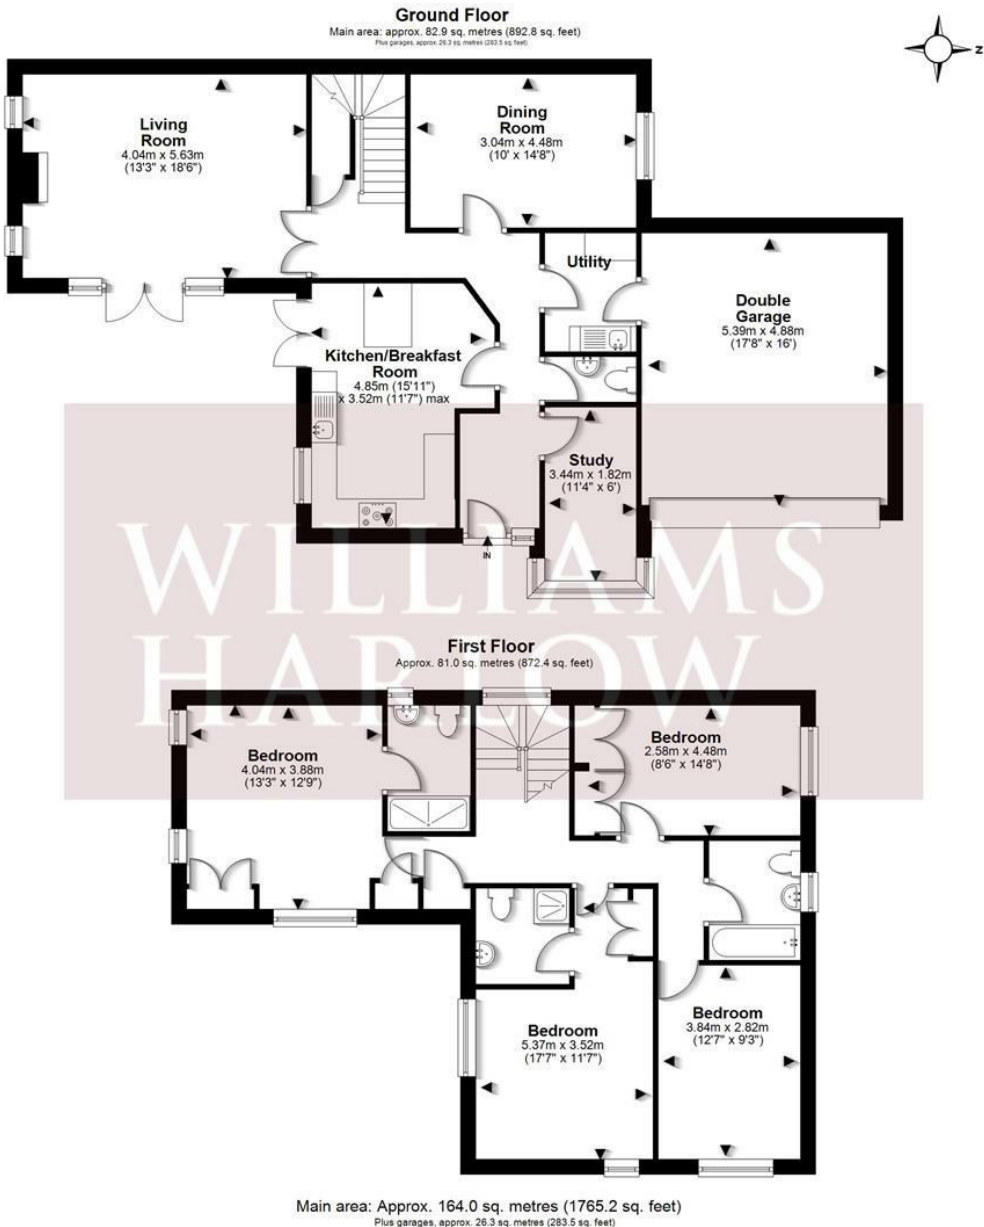 Ground Floor
Main area: approx. 82.9 sq. metres (892.8 sq. feet)
Plus garages, approx. 26.3 sq. metres (283.5 sq. feet)
Z
Living
Room
4.04m x 5.63m
(13'3" x 18'6")
Dining
Room
3.04m x 4.48m
(10' x 14'8")
Utility
Double
Garage
5.39m x 4.88m
(17'8" x 16')
Kitchen/Breakfast
Room
4.85m (15'11")
x 3.52m (11'7") max
Study
3.44m x 1.82m
(11'4" x 6')
IN
WILLIAMS
HARLOW
First Floor
Approx. 81.0 sq. metres (872.4 sq. feet)
Bedroom
4.04m x 3.88m
(13'3" x 12'9")
Bedroom
2.58m x 4.48m
(8'6" x 14'8")
Bedroom
5.37m x 3.52m
(17'7" x 11'7")
Bedroom
3.84m x 2.82m
(12'7" x 9'3")
Main area: Approx. 164.0 sq. metres (1765.2 sq. feet)
Plus garages, approx. 26.3 sq. metres (283.5 sq. feet)